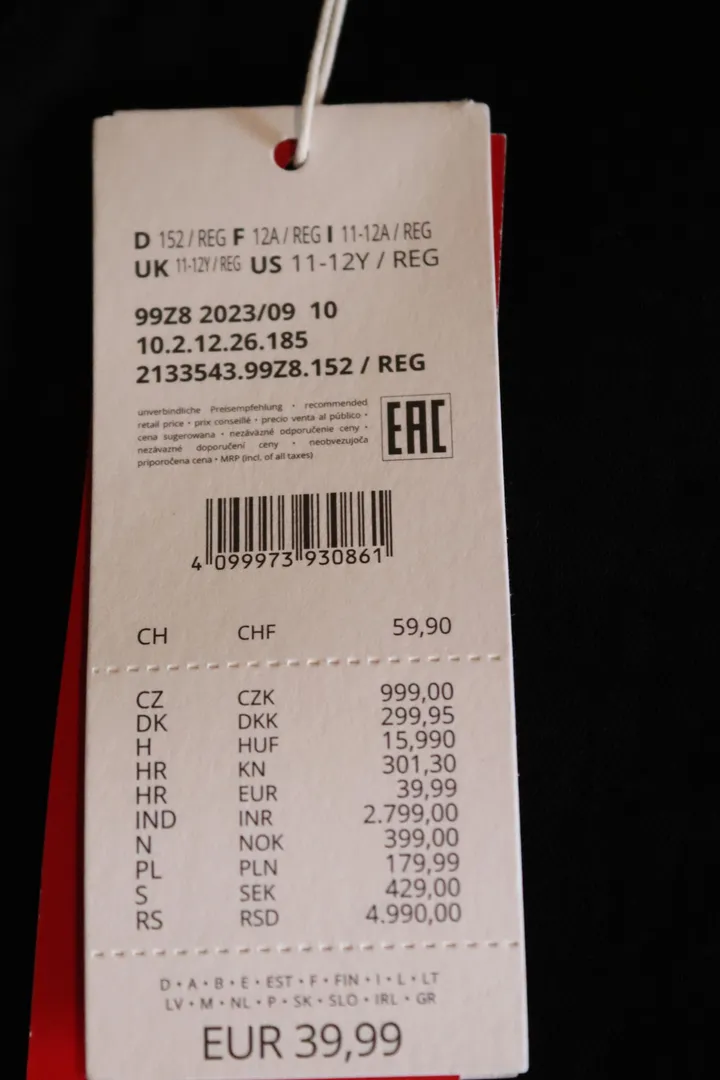 D 152 / REG F 12A / REG I 11-12A / REG
UK 11-12Y / REG US 11-12Y / REG
99Z8 2023/09 10
10.2.12.26.185
2133543.99Z8.152 / REG
unverbindliche Preisempfehlung • recommended
retail price • prix conseillé • precio venta al público •
cena sugerowana • nezáväzné odporučenie ceny •
nezávazné doporučení ceny • neobvezujoča
priporočena cena • MRP (incl. of all taxes)
EAC
4 099973 930861
CH CHF 59,90
CZ CZK 999,00
DK DKK 299,95
H HUF 15,990
HR KN 301,30
HR EUR 39,99
IND INR 2.799,00
N NOK 399,00
PL PLN 179,99
S SEK 429,00
RS RSD 4.990,00
D • A • B • E • EST • F • FIN • I • L • LT
LV • M • NL • P • SK • SLO • IRL • GR
EUR 39,99